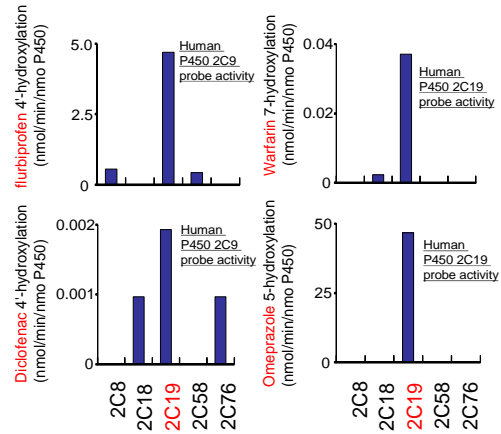 flurbiprofen 4'-hydroxylation
(nmol/min/nmo P450)
5.0
2.5
0
Human
P450 2C9
probe activity
Warfarin 7-hydroxylation
(nmol/min/nmo P450)
0.04
0.02
0
Human
P450 2C19
probe activity
Diclofenac 4'-hydroxylation
(nmol/min/nmo P450)
0.002
0.001
0
Human
P450 2C9
probe activity
2C8
2C18
2C19
2C58
2C76
Omeprazole 5-hydroxylation
(nmol/min/nmo P450)
50
25
0
Human
P450 2C19
probe activity
2C8
2C18
2C19
2C58
2C76